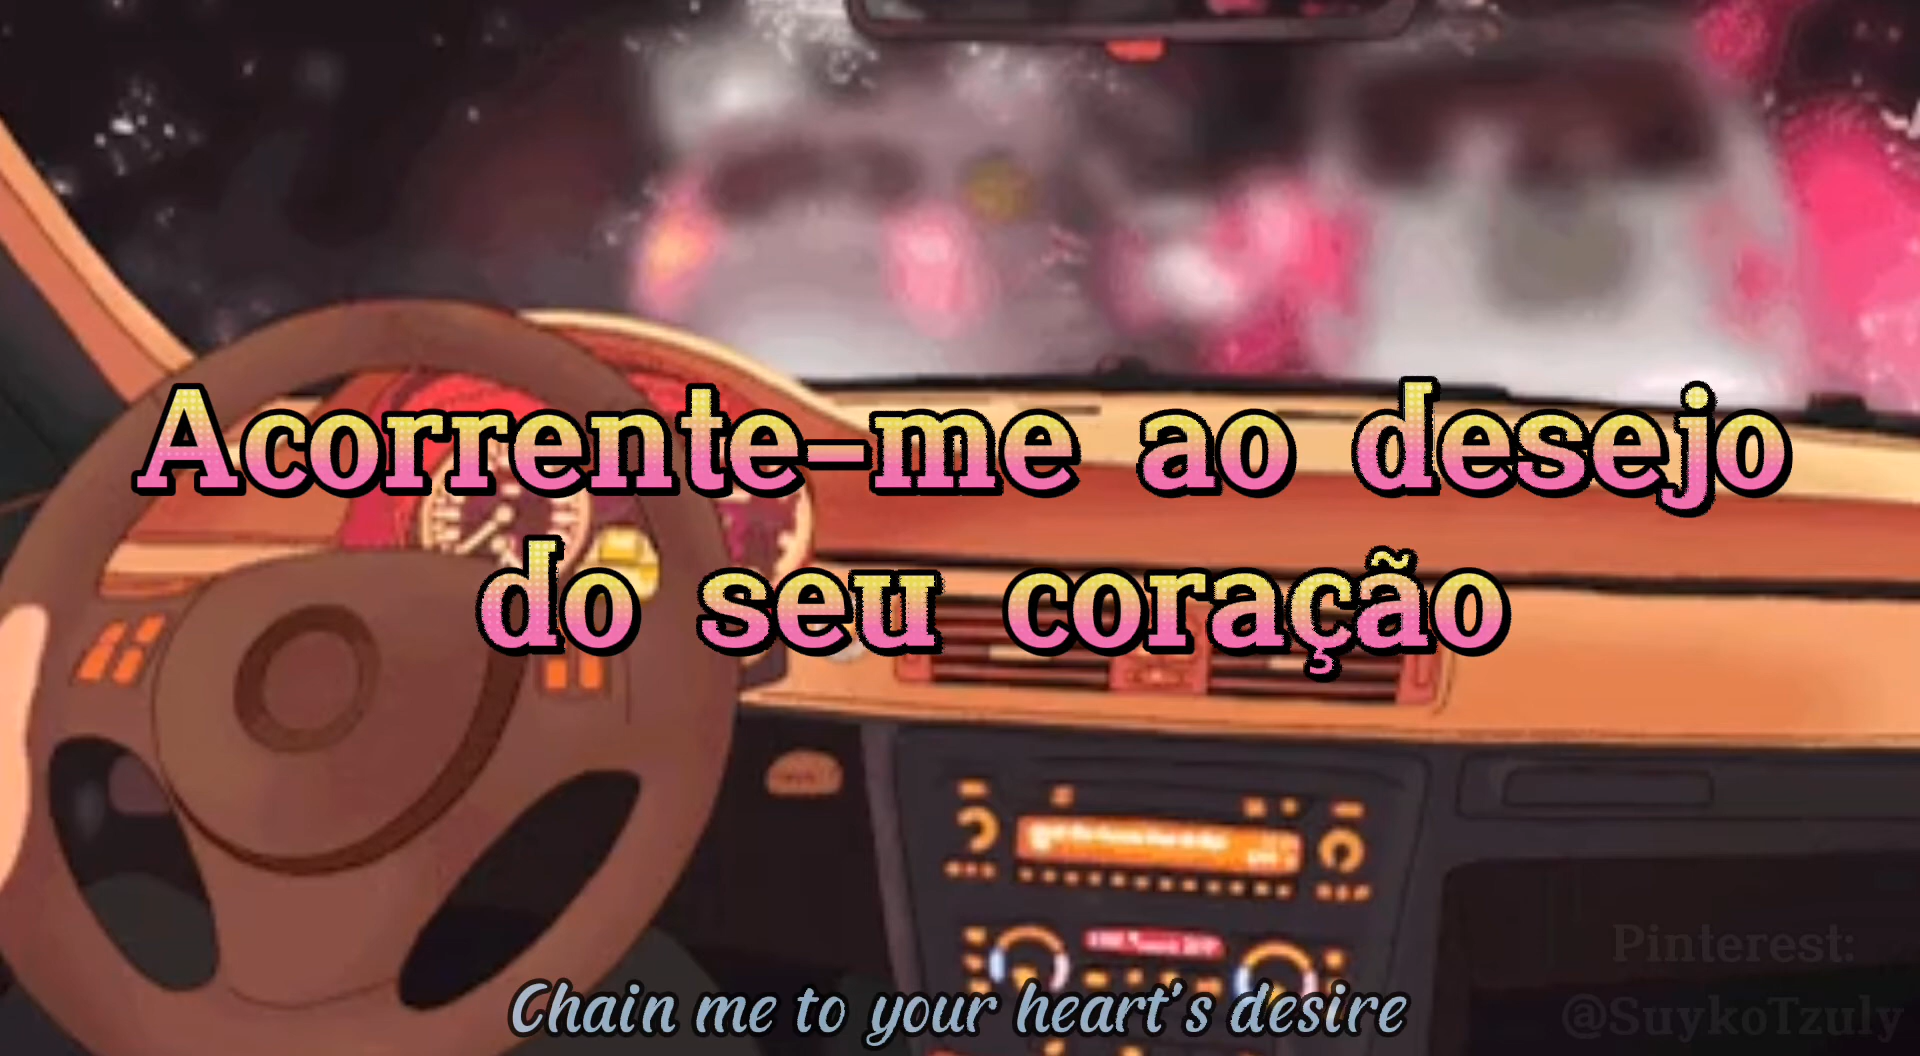 Acorrente-me ao desejo
do seu coração
Chain me to your heart's desire
Pinterest:
@SuykoTzuly